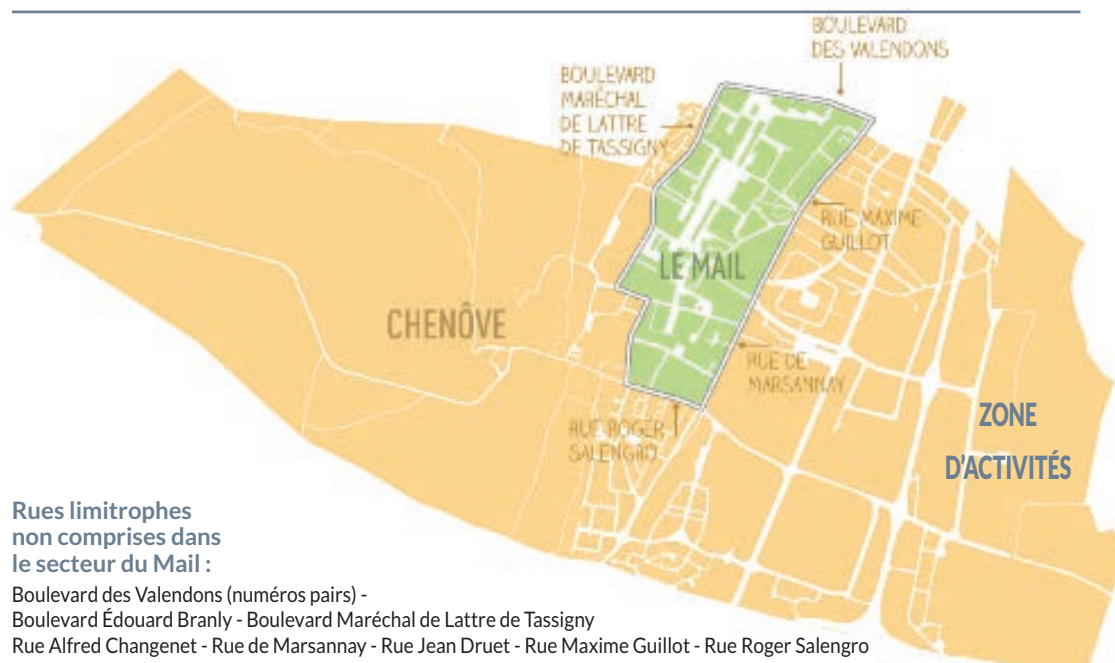 BOULEVARD
DES VALENDONS
BOULEVARD
MARÉCHAL
DE LATTRE
DE TASSIGNY
RUE MAXIME
GUILLOT
LE MAIL
CHENÔVE
RUE DE
MARSANNAY
RUE ROGER
SALENGRO
ZONE
D'ACTIVITÉS
Rues limitrophes
non comprises dans
le secteur du Mail :
Boulevard des Valendons (numéros pairs) -
Boulevard Édouard Branly - Boulevard Maréchal de Lattre de Tassigny
Rue Alfred Changenet - Rue de Marsannay - Rue Jean Druet - Rue Maxime Guillot - Rue Roger Salengro